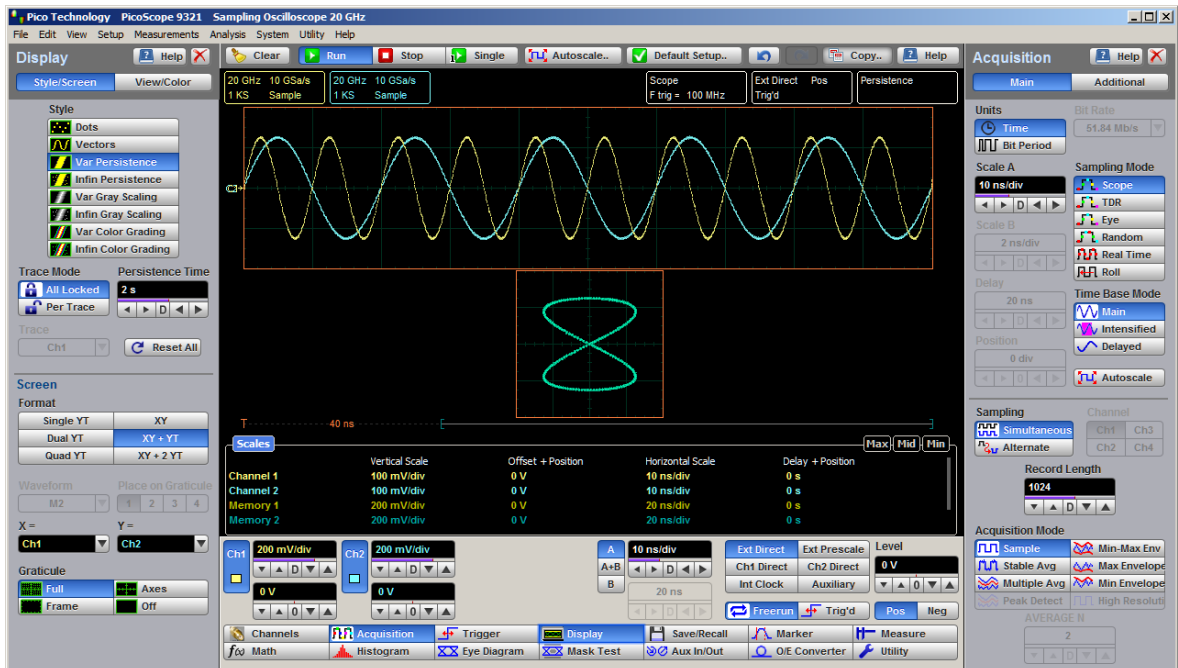 Pico Technology PicoScope 9321 Sampling Oscilloscope 20 GHz
File Edit View Setup Measurements Analysis System Utility Help
Display Help
Style/Screen View/Color
Style
Dots
Vectors
Var Persistence
Infin Persistence
Var Gray Scaling
Infin Gray Scaling
Var Color Grading
Infin Color Grading
Trace Mode Persistence Time
All Locked 2 s
Per Trace D
Trace
Ch1 Reset All
Screen
Format
Single YT XY
Dual YT XY + YT
Quad YT XY + 2 YT
Waveform Place on Graticule
M2 1 2 3 4
X = Y =
Ch1 Ch2
Graticule
Full Axes
Frame Off
Clear Run Stop Single Autoscale.. Default Setup.. Copy.. Help
20 GHz 10 GSa/s 20 GHz 10 GSa/s Scope Ext Direct Pos Persistence
1 KS Sample 1 KS Sample F trig = 100 MHz Trig'd
T 40 ns
Scales Max Mid Min
Vertical Scale Offset + Position Horizontal Scale Delay + Position
Channel 1 100 mV/div 0 V 10 ns/div 0 s
Channel 2 100 mV/div 0 V 10 ns/div 0 s
Memory 1 200 mV/div 0 V 20 ns/div 0 s
Memory 2 200 mV/div 0 V 20 ns/div 0 s
Ch1 200 mV/div Ch2 200 mV/div A 10 ns/div Ext Direct Ext Prescale Level
D D A+B D Ch1 Direct Ch2 Direct 0 V
0 V 0 V B 20 ns Int Clock Auxiliary 0
0 0 D Freerun Trig'd Pos Neg
Channels Acquisition Trigger Display Save/Recall Marker Measure
f(x) Math Histogram Eye Diagram Mask Test Aux In/Out O/E Converter Utility
Acquisition Help
Main Additional
Units Bit Rate
Time 51.84 Mb/s
Bit Period
Scale A Sampling Mode
10 ns/div Scope
D TDR
Scale B Eye
2 ns/div Random
D Real Time
Delay Roll
20 ns Time Base Mode
D Main
Position Intensified
0 div Delayed
D Autoscale
Sampling Channel
Simultaneous Ch1 Ch3
Alternate Ch2 Ch4
Record Length
1024
D
Acquisition Mode
Sample Min-Max Env
Stable Avg Max Envelope
Multiple Avg Min Envelope
Peak Detect High Resoluti
AVERAGE N
2
D